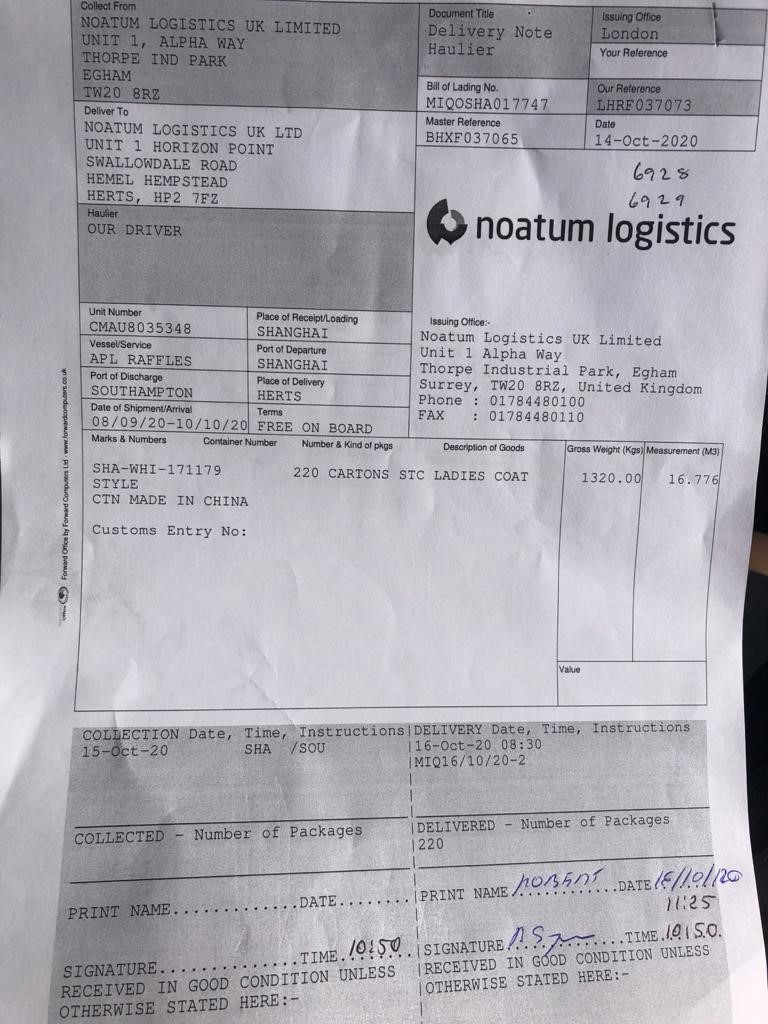 Collect From
NOATUM LOGISTICS UK LIMITED
UNIT 1, ALPHA WAY
THORPE IND PARK
EGHAM
TW20 8RZ
Document Title
Delivery Note
Haulier
Issuing Office
London
Your Reference
Bill of Lading No.
MIQOSHA017747
Our Reference
LHRF037073
Master Reference
BHXF037065
Date
14-Oct-2020
Deliver To
NOATUM LOGISTICS UK LTD
UNIT 1 HORIZON POINT
SWALLOWDALE ROAD
HEMEL HEMPSTEAD
HERTS, HP2 7FZ
6928
6929
noatum logistics
Haulier
OUR DRIVER
Unit Number
CMAU8035348
Place of Receipt/Loading
SHANGHAI
Vessel/Service
APL RAFFLES
Port of Departure
SHANGHAI
Port of Discharge
SOUTHAMPTON
Place of Delivery
HERTS
Date of Shipment/Arrival
08/09/20-10/10/20
Terms
FREE ON BOARD
Issuing Office:-
Noatum Logistics UK Limited
Unit 1 Alpha Way
Thorpe Industrial Park, Egham
Surrey, TW20 8RZ, United Kingdom
Phone : 01784480100
FAX : 01784480110
Marks & Numbers Container Number Number & Kind of pkgs Description of Goods Gross Weight (Kgs) Measurement (M3)
SHA-WHI-171179 220 CARTONS STC LADIES COAT 1320.00 16.776
STYLE
CTN MADE IN CHINA
Customs Entry No:
Value
Forward Office by Forward Computers Ltd - www.forwardcomputers.co.uk
COLLECTION Date, Time, Instructions
15-Oct-20 SHA /SOU
DELIVERY Date, Time, Instructions
16-Oct-20 08:30
MIQ16/10/20-2
COLLECTED - Number of Packages
DELIVERED - Number of Packages
220
PRINT NAME.............DATE........
PRINT NAME ROBERT DATE 16/10/20
11:25
SIGNATURE..............TIME. 10:50
SIGNATURE TIME. 10:50.
RECEIVED IN GOOD CONDITION UNLESS
OTHERWISE STATED HERE:-
RECEIVED IN GOOD CONDITION UNLESS
OTHERWISE STATED HERE:-